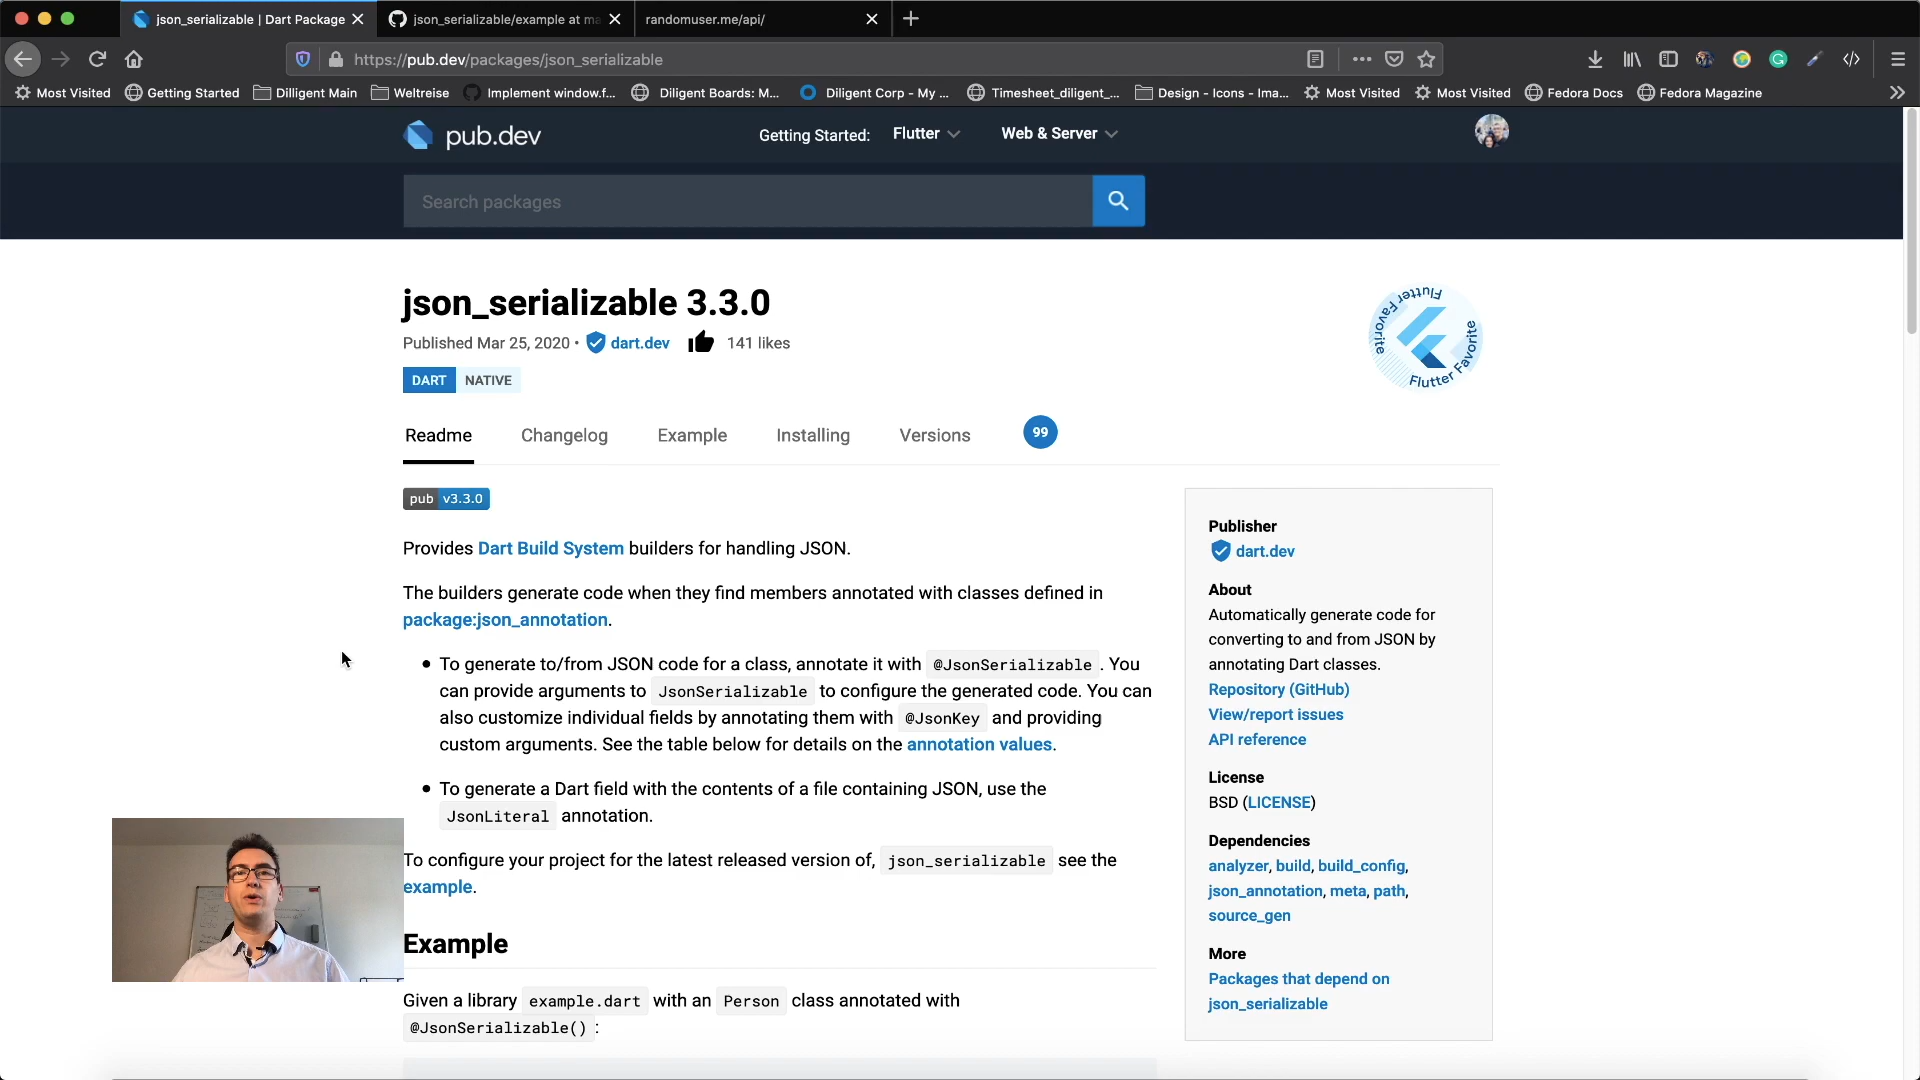 json_serializable | Dart Package
json_serializable/example at ma
randomuser.me/api/
https://pub.dev/packages/json_serializable
Most Visited
Getting Started
Dilligent Main
Weltreise
Implement window.f...
Diligent Boards: M...
Diligent Corp - My ...
Timesheet_diligent_...
Design - Icons - Ima...
Most Visited
Most Visited
Fedora Docs
Fedora Magazine
pub.dev
Getting Started:
Flutter
Web & Server
Search packages
json_serializable 3.3.0
Published Mar 25, 2020 • dart.dev 141 likes
DART NATIVE
Flutter Favorite
Flutter Favorite
Readme
Changelog
Example
Installing
Versions
99
pub v3.3.0
Provides Dart Build System builders for handling JSON.
The builders generate code when they find members annotated with classes defined in
package:json_annotation.
• To generate to/from JSON code for a class, annotate it with @JsonSerializable . You
can provide arguments to JsonSerializable to configure the generated code. You can
also customize individual fields by annotating them with @JsonKey and providing
custom arguments. See the table below for details on the annotation values.
• To generate a Dart field with the contents of a file containing JSON, use the
JsonLiteral annotation.
To configure your project for the latest released version of, json_serializable see the
example.
Example
Given a library example.dart with an Person class annotated with
@JsonSerializable() :
Publisher
dart.dev
About
Automatically generate code for
converting to and from JSON by
annotating Dart classes.
Repository (GitHub)
View/report issues
API reference
License
BSD (LICENSE)
Dependencies
analyzer, build, build_config,
json_annotation, meta, path,
source_gen
More
Packages that depend on
json_serializable